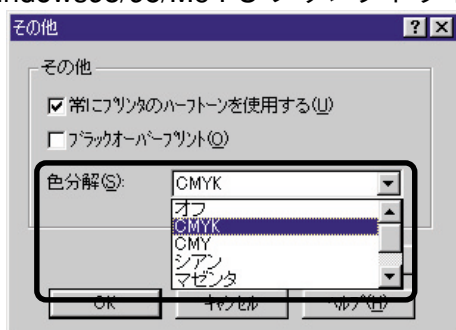 その他
その他
常にﾌﾟﾘﾝﾀのﾊｰﾌﾄｰﾝを使用する(U)
ﾌﾞﾗｯｸｵｰﾊﾞｰﾌﾟﾘﾝﾄ(O)
色分解(S): CMYK
オフ
CMYK
CMY
シアン
マゼンタ
OK ｷｬﾝｾﾙ ﾍﾙﾌﾟ(H)